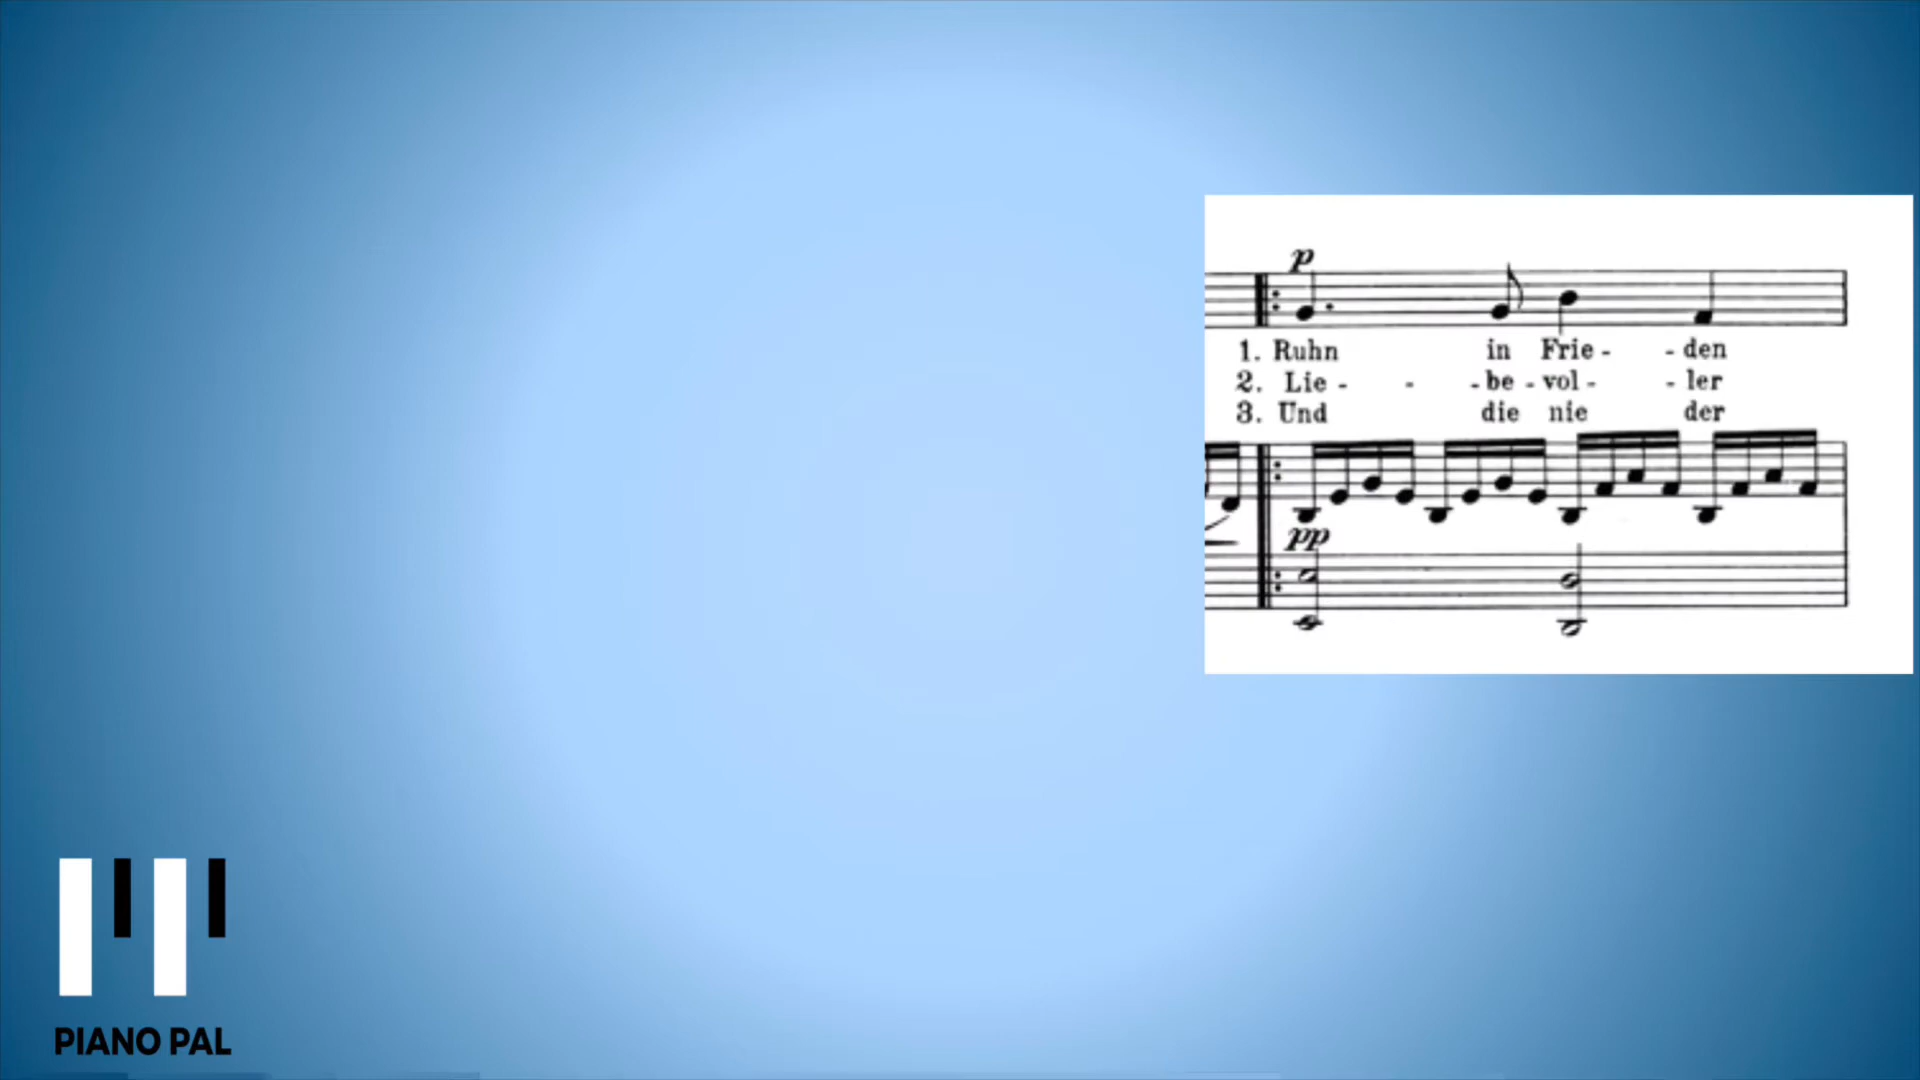 p
1. Ruhn in Frie - - den
2. Lie - - - be - vol - - ler
3. Und die nie der
pp
PIANO PAL